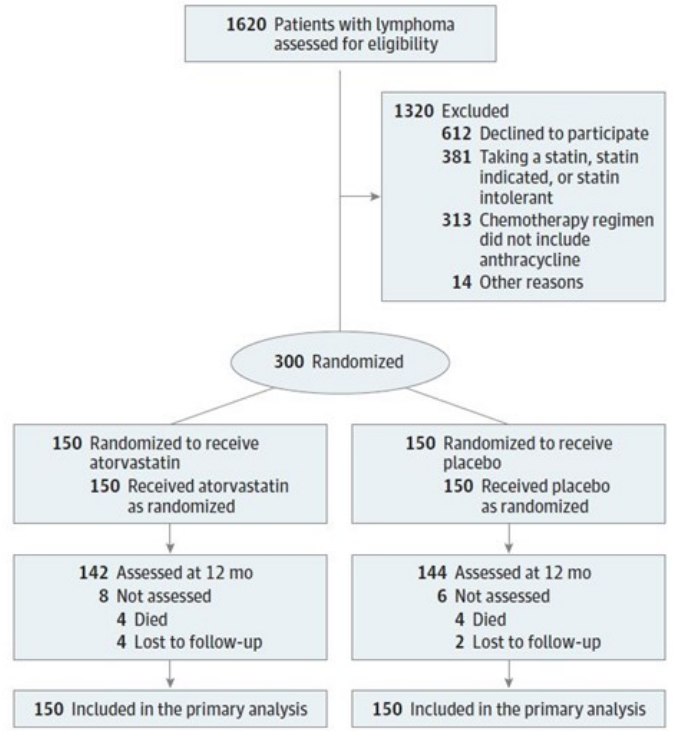 1620 Patients with lymphoma
assessed for eligibility
1320 Excluded
612 Declined to participate
381 Taking a statin, statin
indicated, or statin
intolerant
313 Chemotherapy regimen
did not include
anthracycline
14 Other reasons
300 Randomized
150 Randomized to receive
atorvastatin
150 Received atorvastatin
as randomized
150 Randomized to receive
placebo
150 Received placebo
as randomized
142 Assessed at 12 mo
8 Not assessed
4 Died
4 Lost to follow-up
144 Assessed at 12 mo
6 Not assessed
4 Died
2 Lost to follow-up
150 Included in the primary analysis
150 Included in the primary analysis